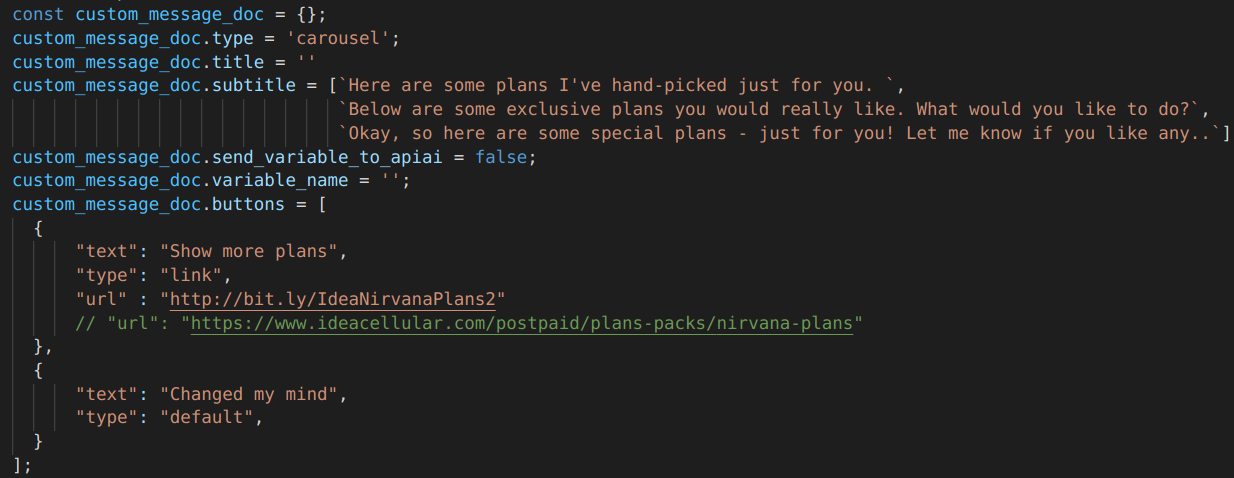 const custom_message_doc = {};
custom_message_doc.type = 'carousel';
custom_message_doc.title = ''
custom_message_doc.subtitle = [`Here are some plans I've hand-picked just for you. `,
`Below are some exclusive plans you would really like. What would you like to do?`,
`Okay, so here are some special plans - just for you! Let me know if you like any..`]
custom_message_doc.send_variable_to_apiai = false;
custom_message_doc.variable_name = '';
custom_message_doc.buttons = [
{
"text": "Show more plans",
"type": "link",
"url" : "http://bit.ly/IdeaNirvanaPlans2"
// "url": "https://www.ideacellular.com/postpaid/plans-packs/nirvana-plans"
},
{
"text": "Changed my mind",
"type": "default",
}
];